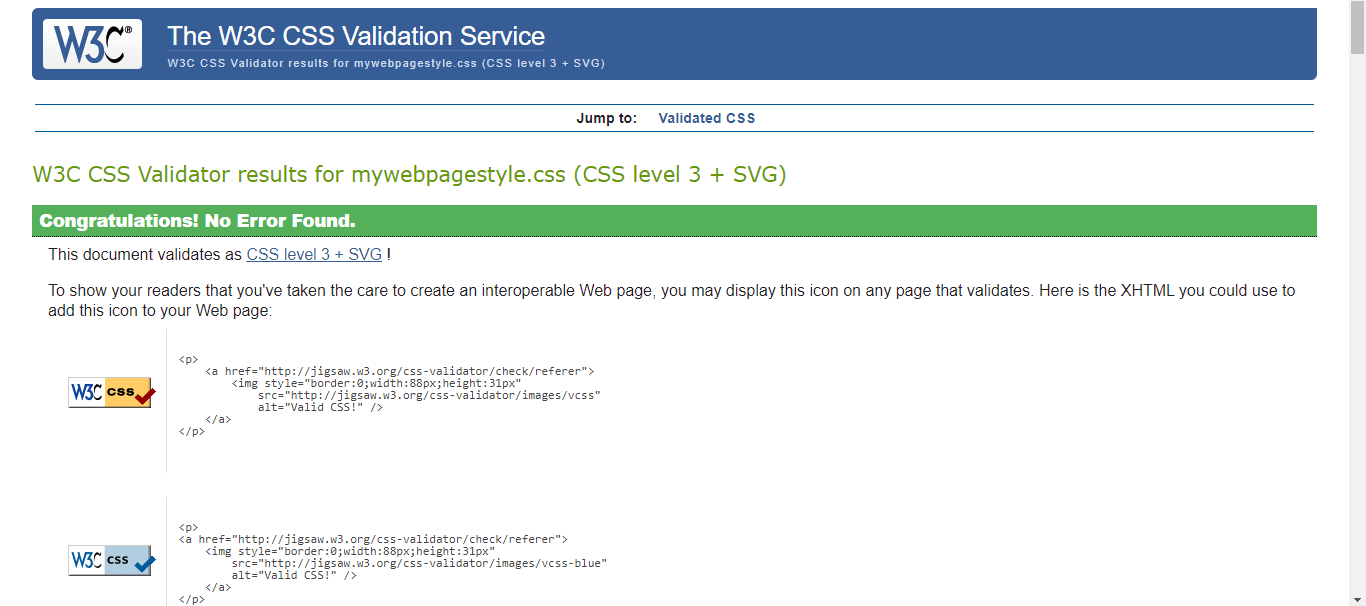 W3C®
The W3C CSS Validation Service
W3C CSS Validator results for mywebpagestyle.css (CSS level 3 + SVG)
Jump to: Validated CSS
W3C CSS Validator results for mywebpagestyle.css (CSS level 3 + SVG)
Congratulations! No Error Found.
This document validates as CSS level 3 + SVG !
To show your readers that you've taken the care to create an interoperable Web page, you may display this icon on any page that validates. Here is the XHTML you could use to
add this icon to your Web page:
W3C css
<p>
<a href="http://jigsaw.w3.org/css-validator/check/referer">
<img style="border:0;width:88px;height:31px"
src="http://jigsaw.w3.org/css-validator/images/vcss"
alt="Valid CSS!" />
</a>
</p>
W3C css
<p>
<a href="http://jigsaw.w3.org/css-validator/check/referer">
<img style="border:0;width:88px;height:31px"
src="http://jigsaw.w3.org/css-validator/images/vcss-blue"
alt="Valid CSS!" />
</a>
</p>